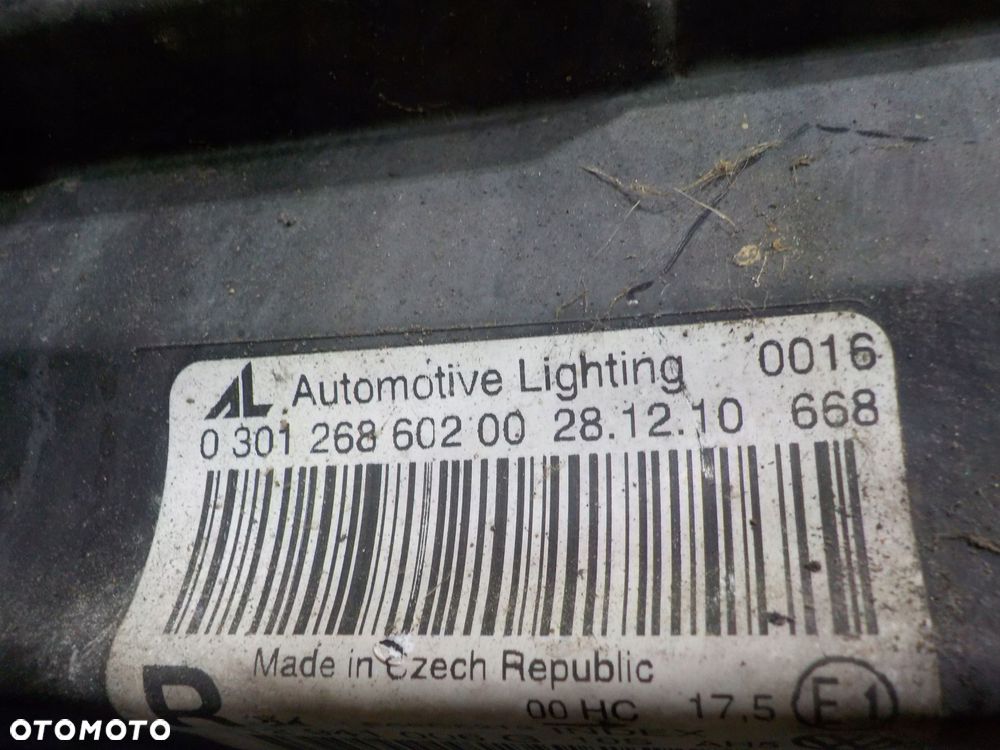 AL Automotive Lighting 0016
0 301 268 602 00 28.12.10 668
Made in Czech Republic
R 00 HC 17,5 E1
OTOMOTO